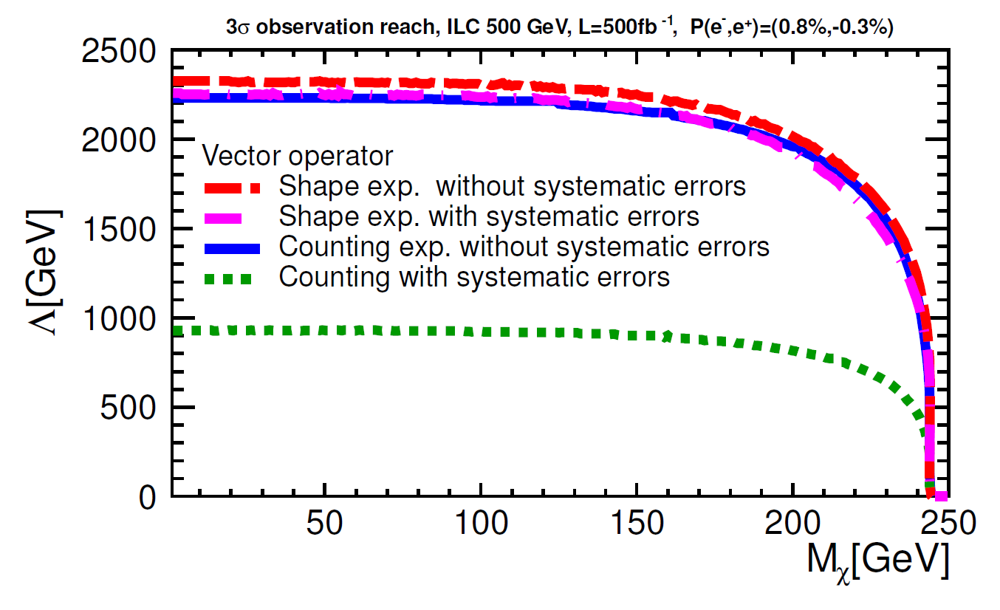 3σ observation reach, ILC 500 GeV, L=500fb⁻¹, P(e⁻,e⁺)=(0.8%,-0.3%)
2500
2000
1500
1000
500
0
Λ[GeV]
Vector operator
Shape exp. without systematic errors
Shape exp. with systematic errors
Counting exp. without systematic errors
Counting with systematic errors
50 100 150 200 250
Mᵪ[GeV]